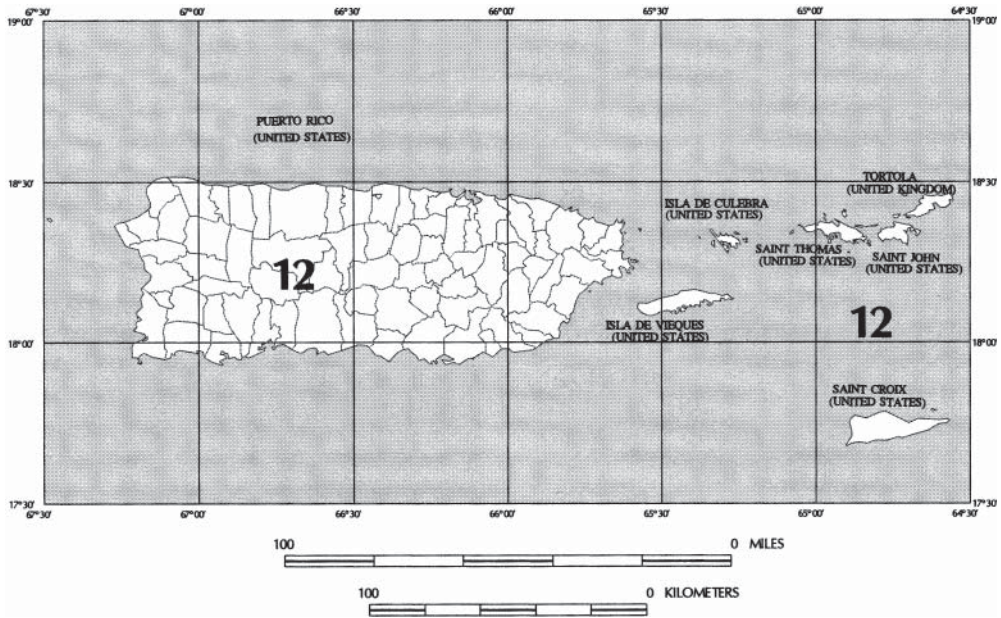 67°30'
67°00'
66°30'
66°00'
65°30'
65°00'
64°30'
19°00'
19°00'
PUERTO RICO
(UNITED STATES)
18°30'
18°30'
TORTOLA
(UNITED KINGDOM)
ISLA DE CULEBRA
(UNITED STATES)
SAINT THOMAS
(UNITED STATES)
SAINT JOHN
(UNITED STATES)
12
ISLA DE VIEQUES
(UNITED STATES)
12
18°00'
18°00'
SAINT CROIX
(UNITED STATES)
17°30'
17°30'
67°30'
67°00'
66°30'
66°00'
65°30'
65°00'
64°30'
100
0 MILES
100
0 KILOMETERS